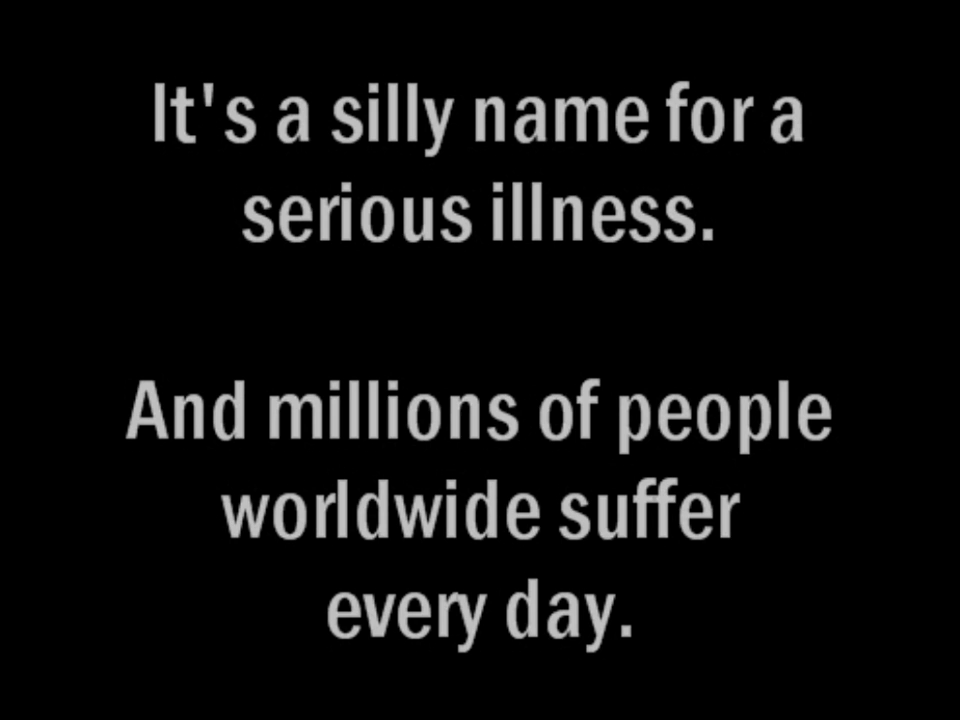 It's a silly name for a
serious illness.
And millions of people
worldwide suffer
every day.